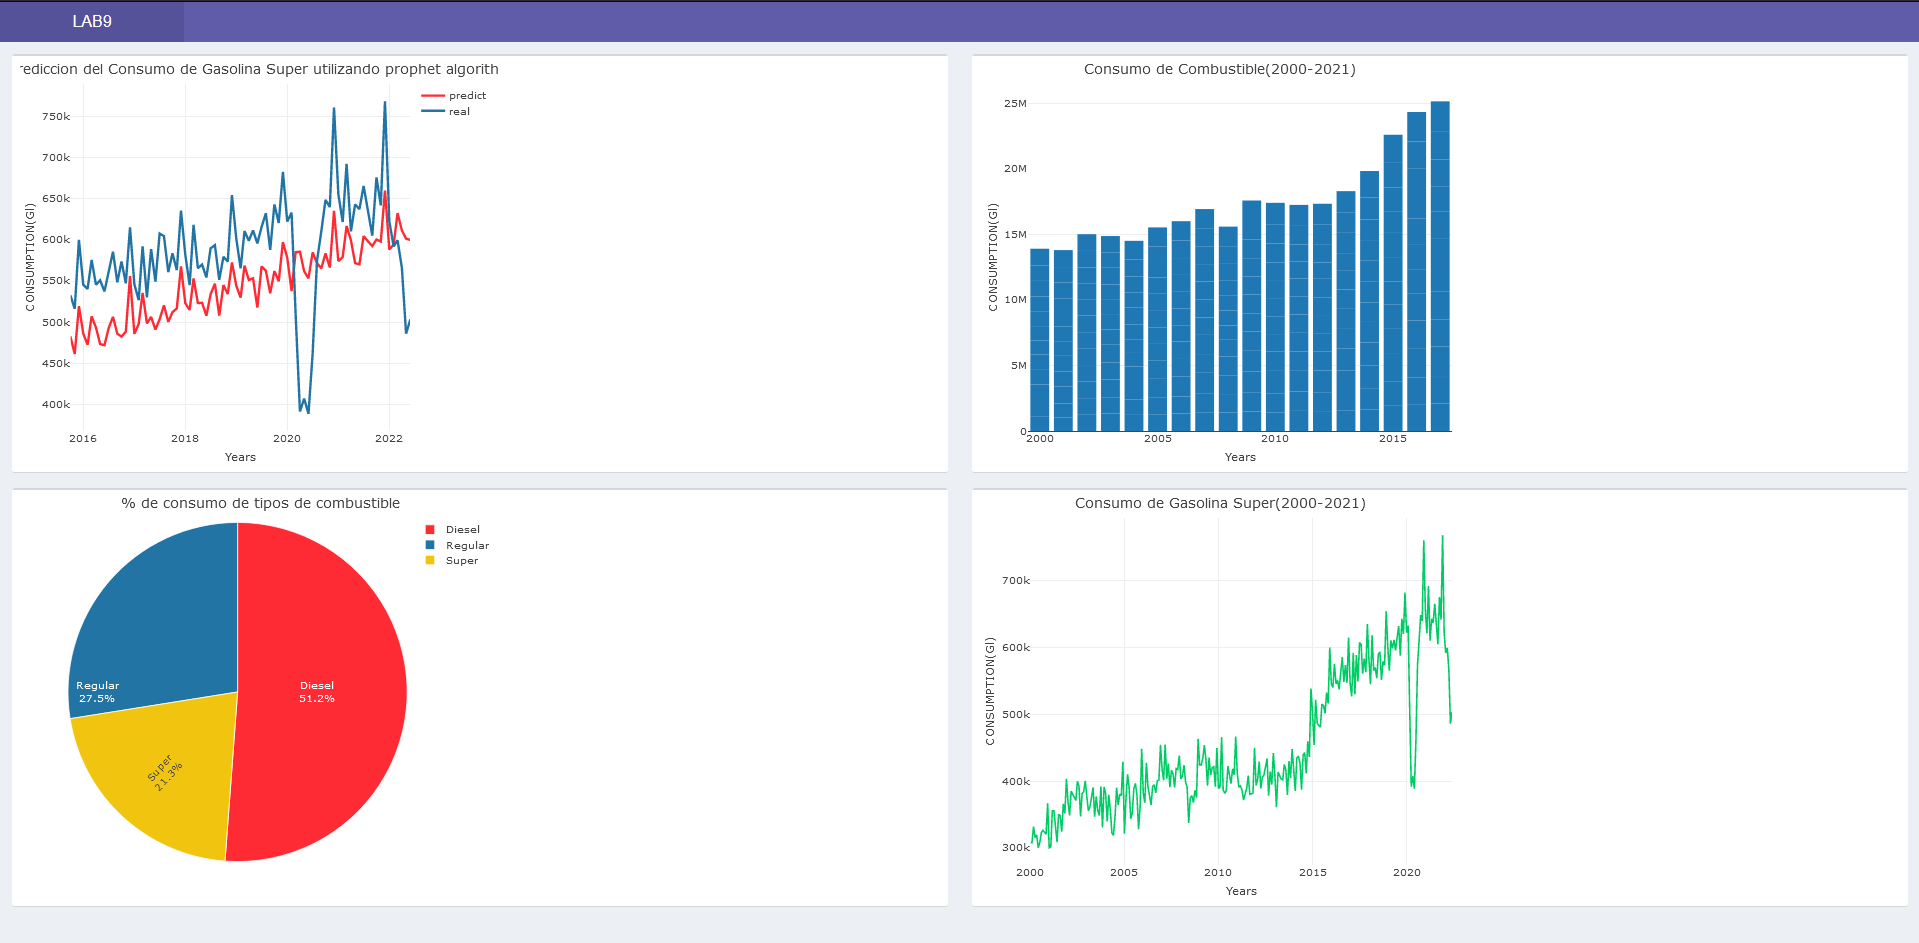 LAB9
rediccion del Consumo de Gasolina Super utilizando prophet algorith
predict
real
750k
700k
650k
600k
550k
500k
450k
400k
CONSUMPTION(Gl)
2016
2018
2020
2022
Years
Consumo de Combustible(2000-2021)
25M
20M
15M
10M
5M
0
CONSUMPTION(Gl)
2000
2005
2010
2015
Years
% de consumo de tipos de combustible
Diesel
Regular
Super
Regular
27.5%
Diesel
51.2%
Super
21.3%
Consumo de Gasolina Super(2000-2021)
700k
600k
500k
400k
300k
CONSUMPTION(Gl)
2000
2005
2010
2015
2020
Years